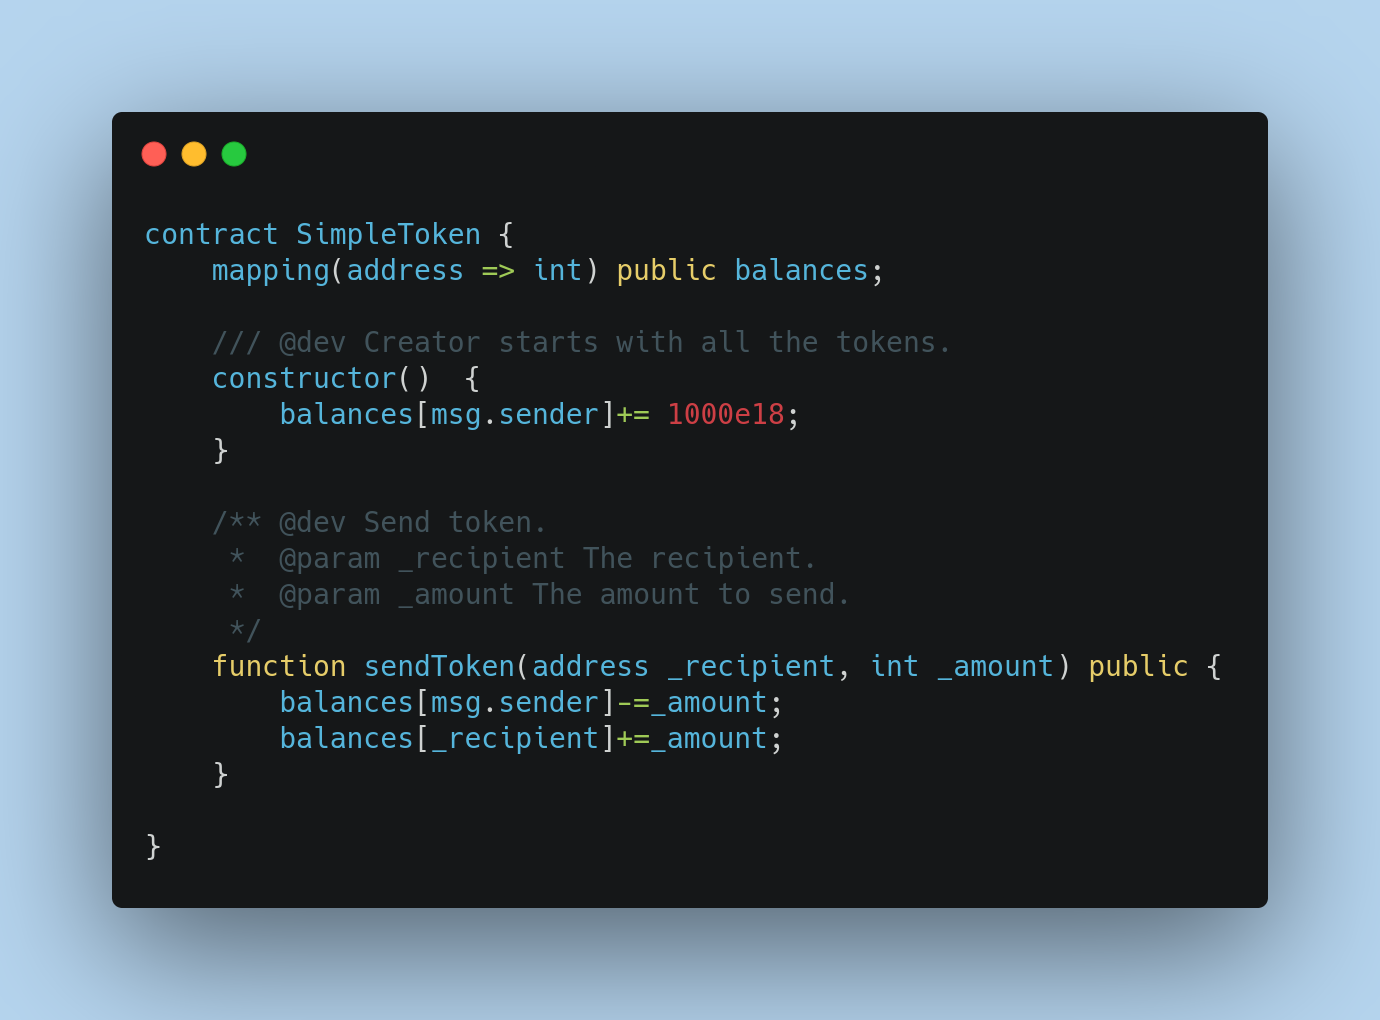 contract SimpleToken {
    mapping(address => int) public balances;

    /// @dev Creator starts with all the tokens.
    constructor()  {
        balances[msg.sender]+= 1000e18;
    }

    /** @dev Send token.
     *  @param _recipient The recipient.
     *  @param _amount The amount to send.
     */
    function sendToken(address _recipient, int _amount) public {
        balances[msg.sender]-=_amount;
        balances[_recipient]+=_amount;
    }

}